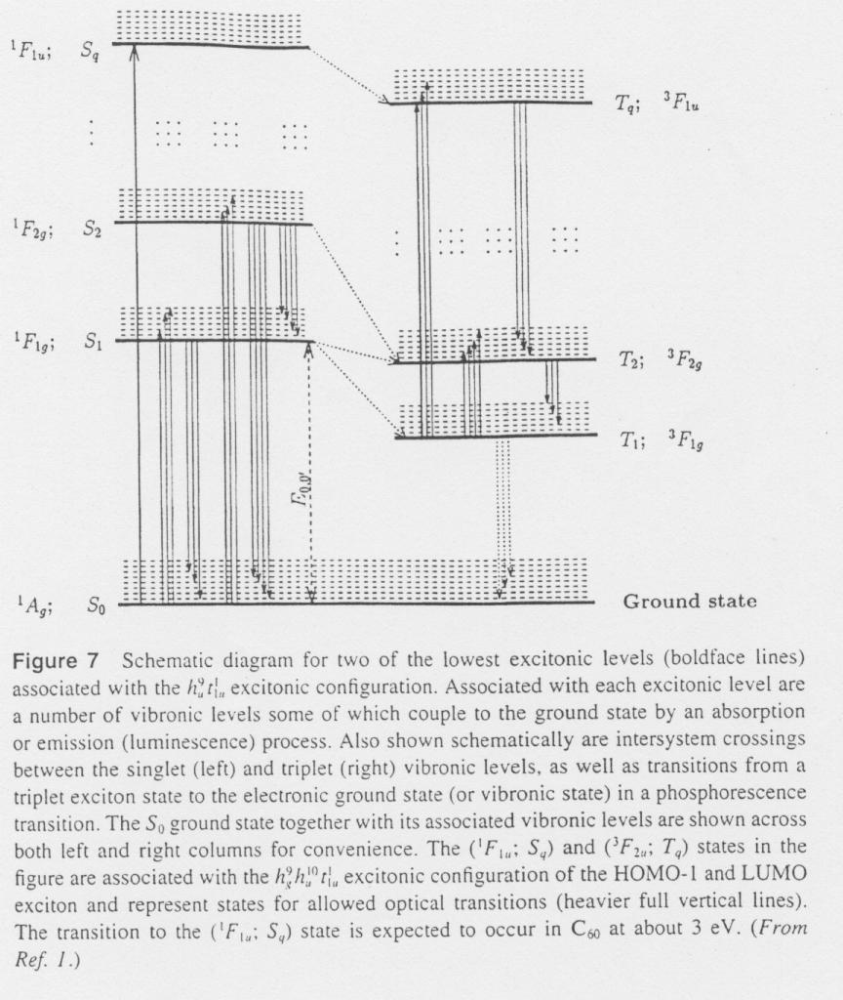 ¹F₁ᵤ; S_q
T_q; ³F₁ᵤ
¹F₂g; S₂
¹F₁g; S₁
T₂; ³F₂g
T₁; ³F₁g
E₀,₀′
¹A_g; S₀ Ground state
Figure 7 Schematic diagram for two of the lowest excitonic levels (boldface lines)
associated with the h_u⁹t₁ᵤ¹ excitonic configuration. Associated with each excitonic level are
a number of vibronic levels some of which couple to the ground state by an absorption
or emission (luminescence) process. Also shown schematically are intersystem crossings
between the singlet (left) and triplet (right) vibronic levels, as well as transitions from a
triplet exciton state to the electronic ground state (or vibronic state) in a phosphorescence
transition. The S₀ ground state together with its associated vibronic levels are shown across
both left and right columns for convenience. The (¹F₁ᵤ; S_q) and (³F₂ᵤ; T_q) states in the
figure are associated with the h_g⁹h_u¹⁰t₁ᵤ¹ excitonic configuration of the HOMO-1 and LUMO
exciton and represent states for allowed optical transitions (heavier full vertical lines).
The transition to the (¹F₁ᵤ; S_q) state is expected to occur in C₆₀ at about 3 eV. (From
Ref. 1.)